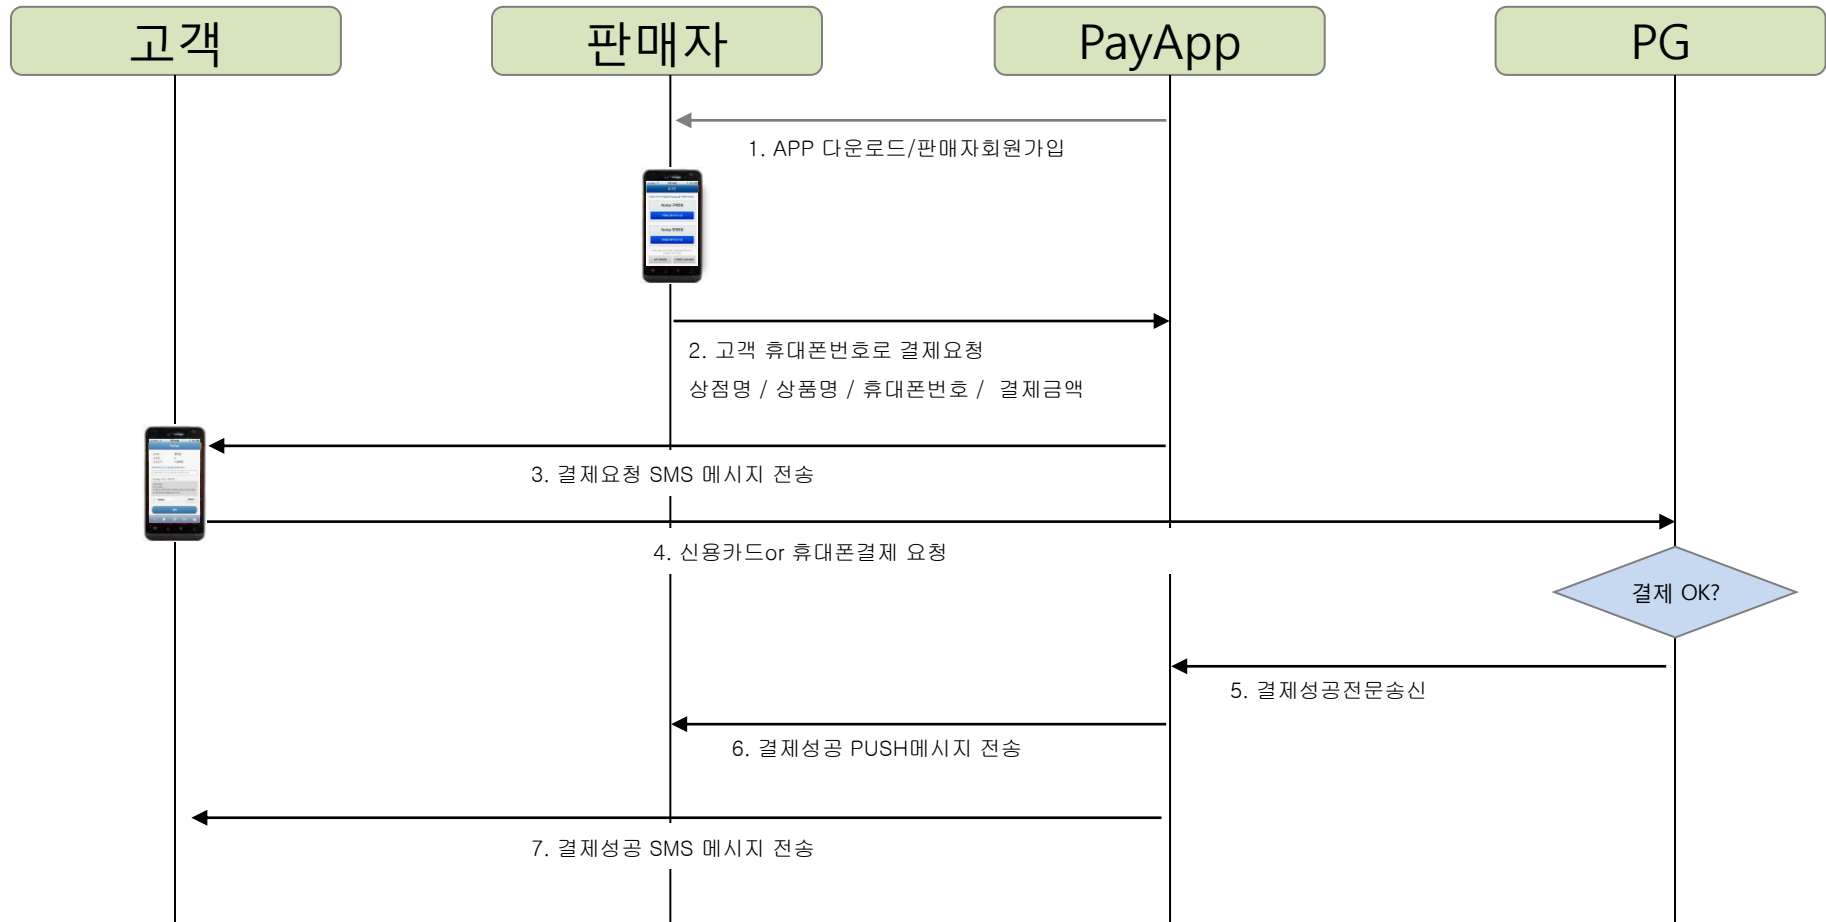 고객
판매자
PayApp
PG
1. APP 다운로드/판매자회원가입
2. 고객 휴대폰번호로 결제요청
상점명 / 상품명 / 휴대폰번호 / 결제금액
3. 결제요청 SMS 메시지 전송
4. 신용카드or 휴대폰결제 요청
결제 OK?
5. 결제성공전문송신
6. 결제성공 PUSH메시지 전송
7. 결제성공 SMS 메시지 전송